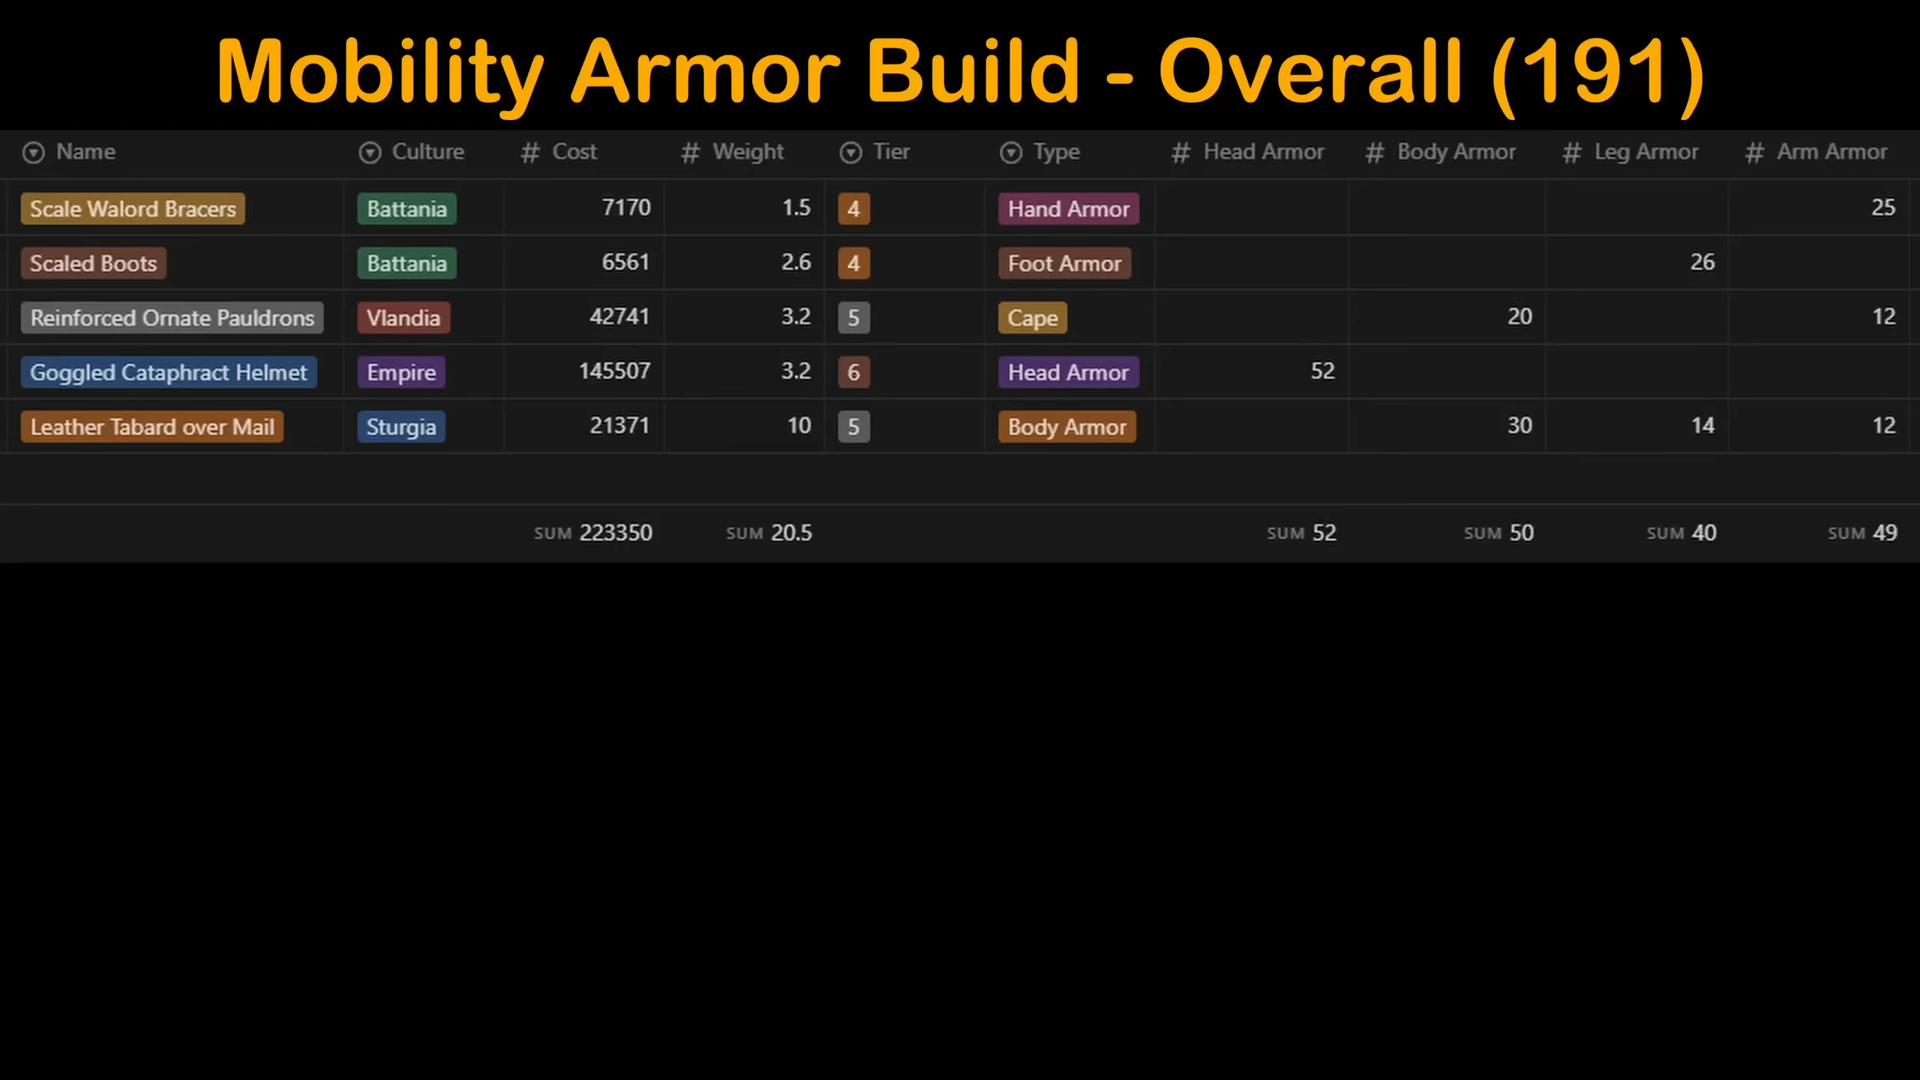 Mobility Armor Build - Overall (191)
Name Culture # Cost # Weight Tier Type # Head Armor # Body Armor # Leg Armor # Arm Armor
Scale Walord Bracers Battania 7170 1.5 4 Hand Armor 25
Scaled Boots Battania 6561 2.6 4 Foot Armor 26
Reinforced Ornate Pauldrons Vlandia 42741 3.2 5 Cape 20 12
Goggled Cataphract Helmet Empire 145507 3.2 6 Head Armor 52
Leather Tabard over Mail Sturgia 21371 10 5 Body Armor 30 14 12
SUM 223350 SUM 20.5 SUM 52 SUM 50 SUM 40 SUM 49